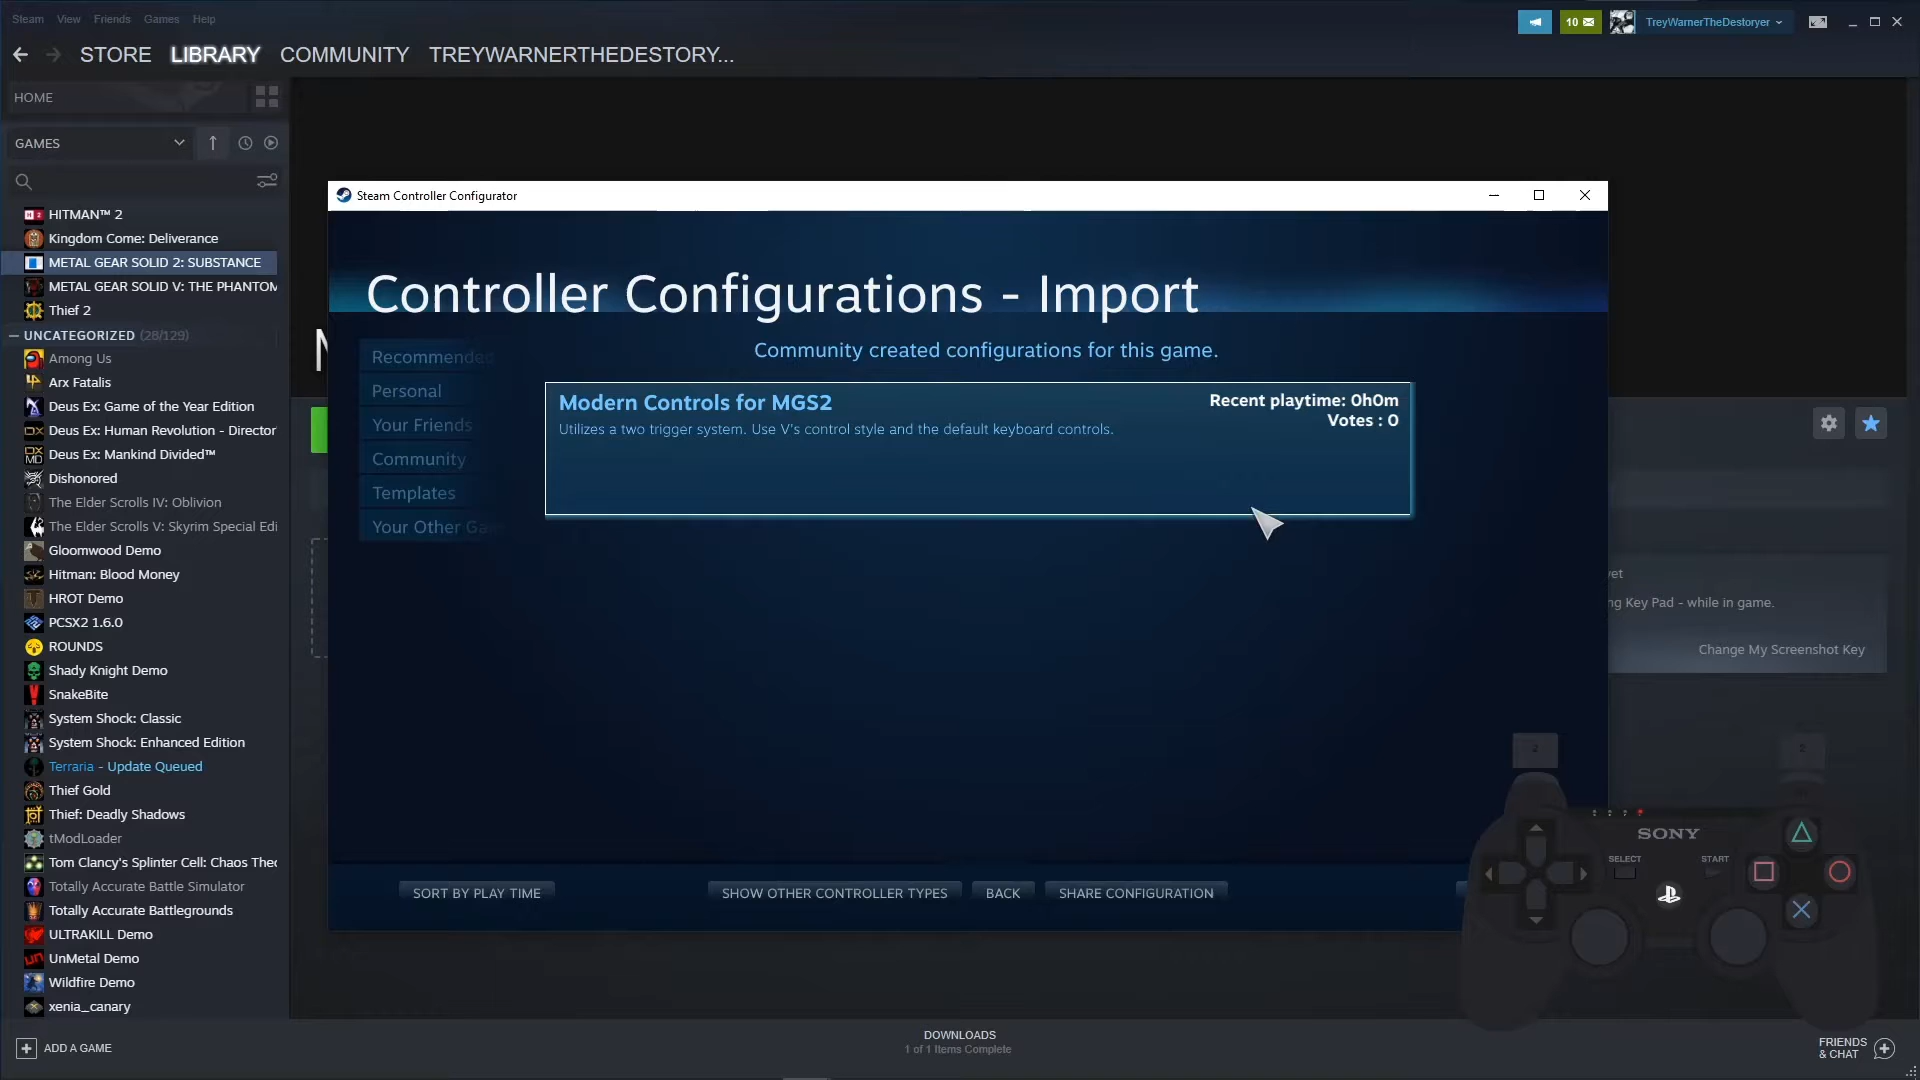 Steam View Friends Games Help
10
TreyWarnerTheDestoryer
STORE LIBRARY COMMUNITY TREYWARNERTHEDESTORY...
HOME
GAMES
HITMAN™ 2
Kingdom Come: Deliverance
METAL GEAR SOLID 2: SUBSTANCE
METAL GEAR SOLID V: THE PHANTOM
Thief 2
UNCATEGORIZED (28/129)
Among Us
Arx Fatalis
Deus Ex: Game of the Year Edition
Deus Ex: Human Revolution - Director
Deus Ex: Mankind Divided™
Dishonored
The Elder Scrolls IV: Oblivion
The Elder Scrolls V: Skyrim Special Edi
Gloomwood Demo
Hitman: Blood Money
HROT Demo
PCSX2 1.6.0
ROUNDS
Shady Knight Demo
SnakeBite
System Shock: Classic
System Shock: Enhanced Edition
Terraria - Update Queued
Thief Gold
Thief: Deadly Shadows
tModLoader
Tom Clancy's Splinter Cell: Chaos Theo
Totally Accurate Battle Simulator
Totally Accurate Battlegrounds
ULTRAKILL Demo
UnMetal Demo
Wildfire Demo
xenia_canary
ADD A GAME
Steam Controller Configurator
Controller Configurations - Import
Recommended
Personal
Your Friends
Community
Templates
Your Other Ga
Community created configurations for this game.
Modern Controls for MGS2
Utilizes a two trigger system. Use V's control style and the default keyboard controls.
Recent playtime: 0h0m
Votes : 0
SORT BY PLAY TIME
SHOW OTHER CONTROLLER TYPES
BACK
SHARE CONFIGURATION
M
yet
ng Key Pad - while in game.
Change My Screenshot Key
2
2
SONY
SELECT
START
DOWNLOADS
1 of 1 Items Complete
FRIENDS
& CHAT